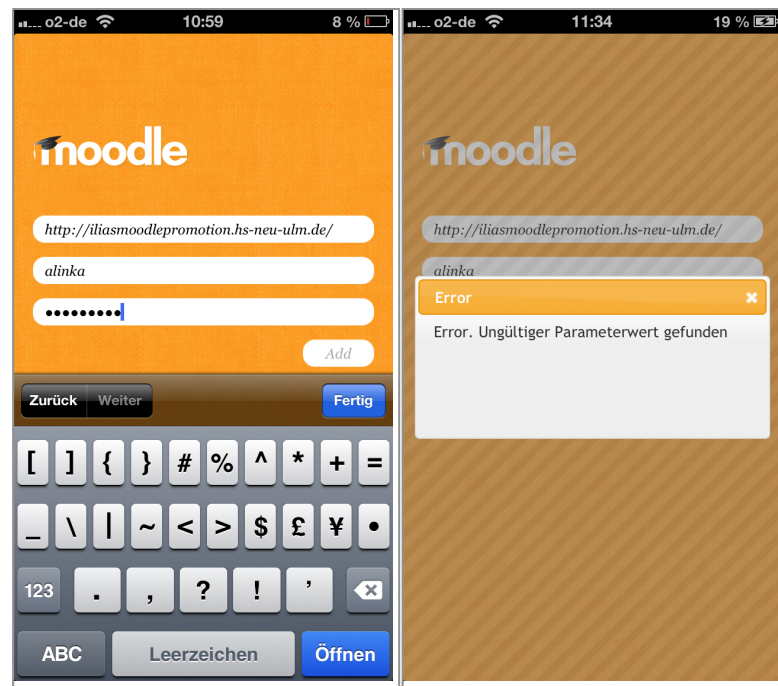 o2-de 10:59 8 %
moodle
http://iliasmoodlepromotion.hs-neu-ulm.de/
alinka
•••••••••
Add
Zurück Weiter Fertig
[ ] { } # % ^ * + =
_ \ | ~ < > $ £ ¥ •
123 . , ? ! ’
ABC Leerzeichen Öffnen
o2-de 11:34 19 %
moodle
http://iliasmoodlepromotion.hs-neu-ulm.de/
alinka
Error
Error. Ungültiger Parameterwert gefunden